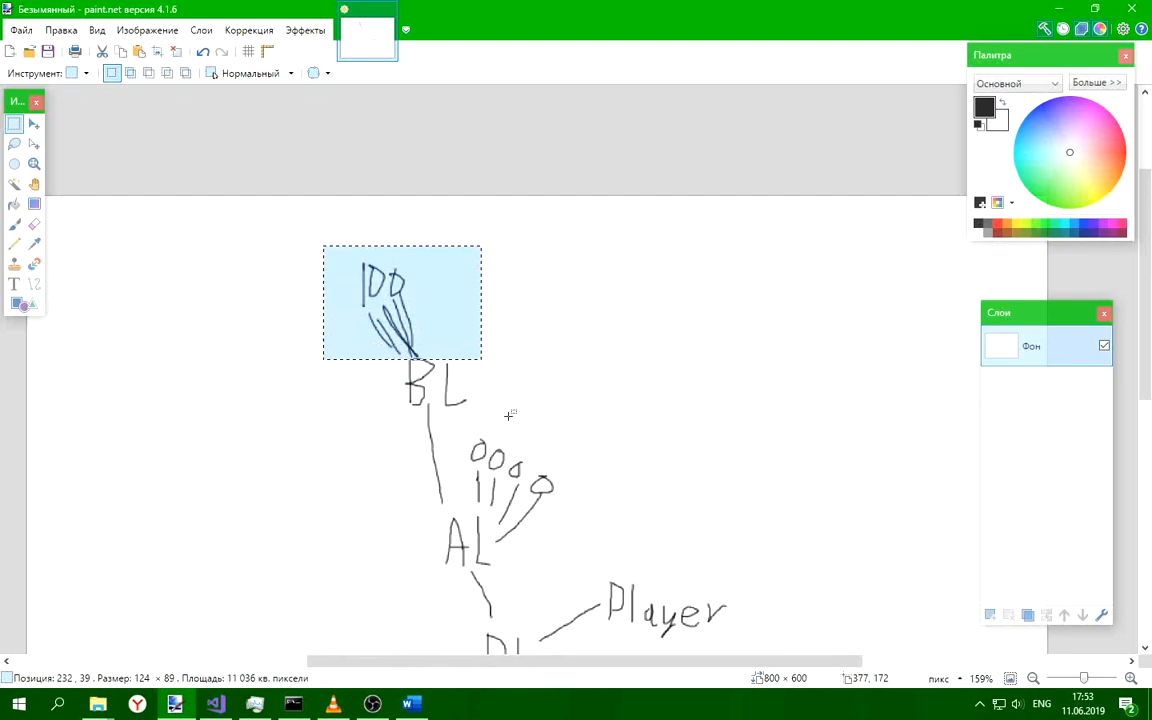 Безымянный - paint.net версия 4.1.6
Файл Правка Вид Изображение Слои Коррекция Эффекты
Инструмент: Нормальный
И...
Палитра
Основной Больше >>
100
BL
AL
Player
Слои
Фон
Позиция: 232 , 39 . Размер: 124 × 89. Площадь: 11 036 кв. пиксели
800 × 600 377, 172 пикс 159%
ENG 17:53
11.06.2019 2